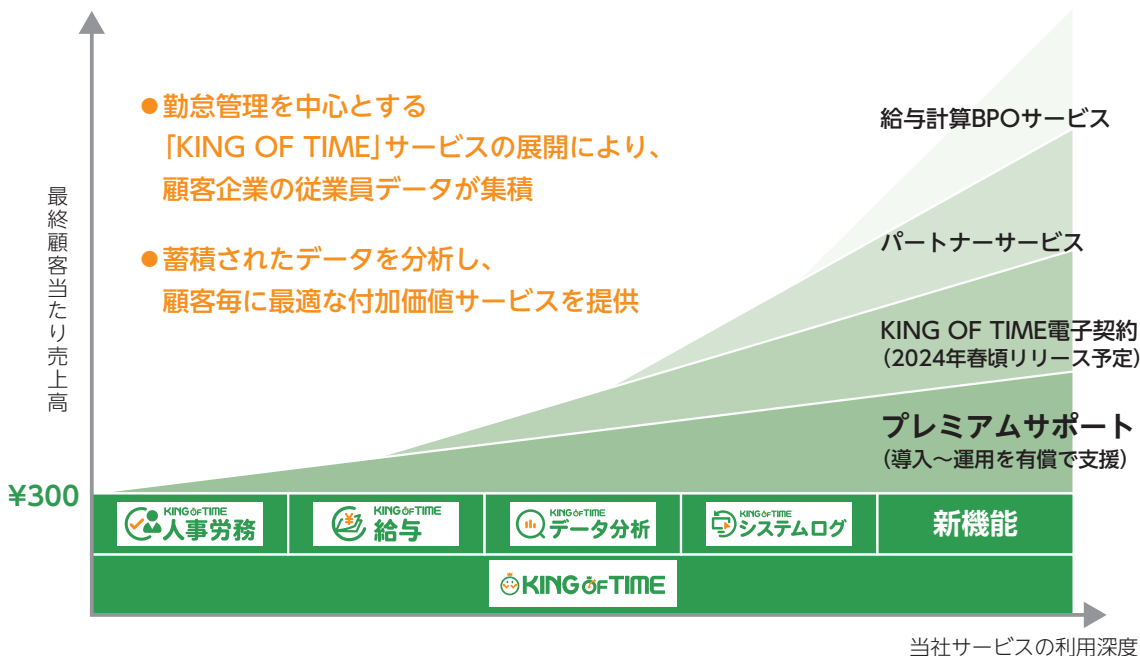 ●勤怠管理を中心とする
「KING OF TIME」サービスの展開により、
顧客企業の従業員データが集積
●蓄積されたデータを分析し、
顧客毎に最適な付加価値サービスを提供
最終顧客当たり売上高
給与計算BPOサービス
パートナーサービス
KING OF TIME電子契約
（2024年春頃リリース予定）
プレミアムサポート
（導入～運用を有償で支援）
¥300
KING OF TIME
人事労務
KING OF TIME
給与
KING OF TIME
データ分析
KING OF TIME
システムログ
新機能
KING OF TIME
当社サービスの利用深度